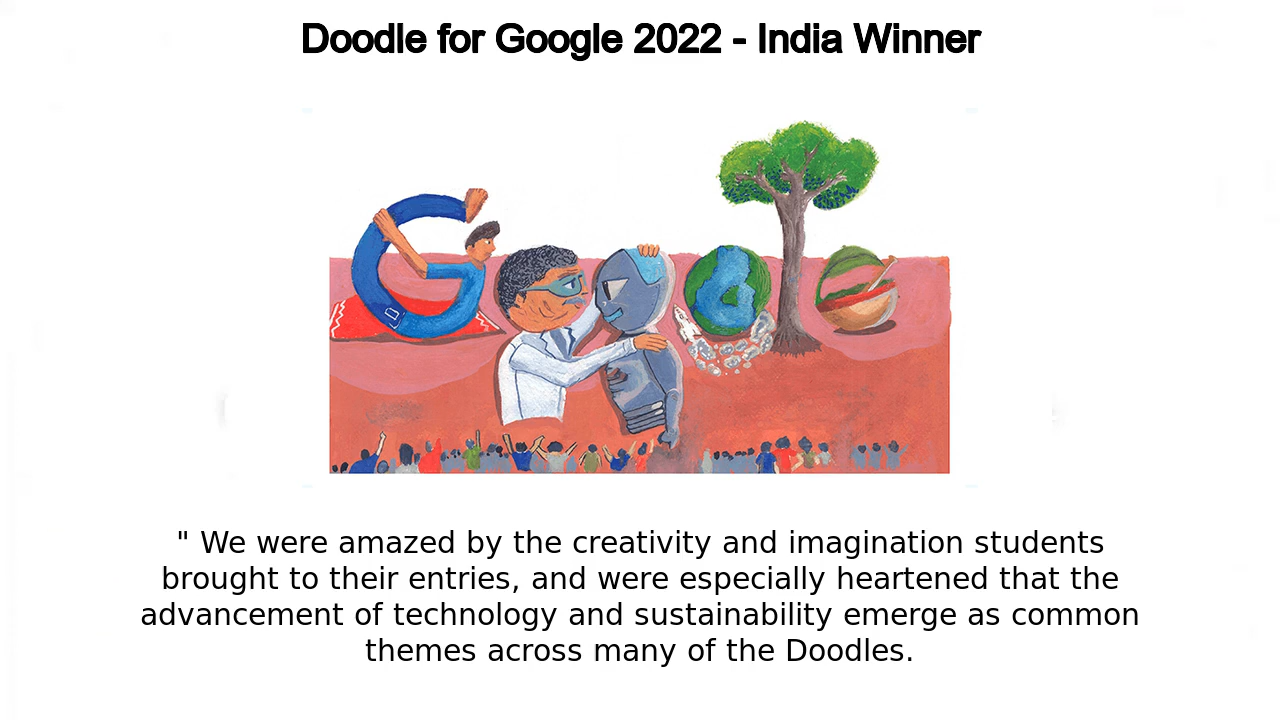 Doodle for Google 2022 - India Winner
" We were amazed by the creativity and imagination students
brought to their entries, and were especially heartened that the
advancement of technology and sustainability emerge as common
themes across many of the Doodles.